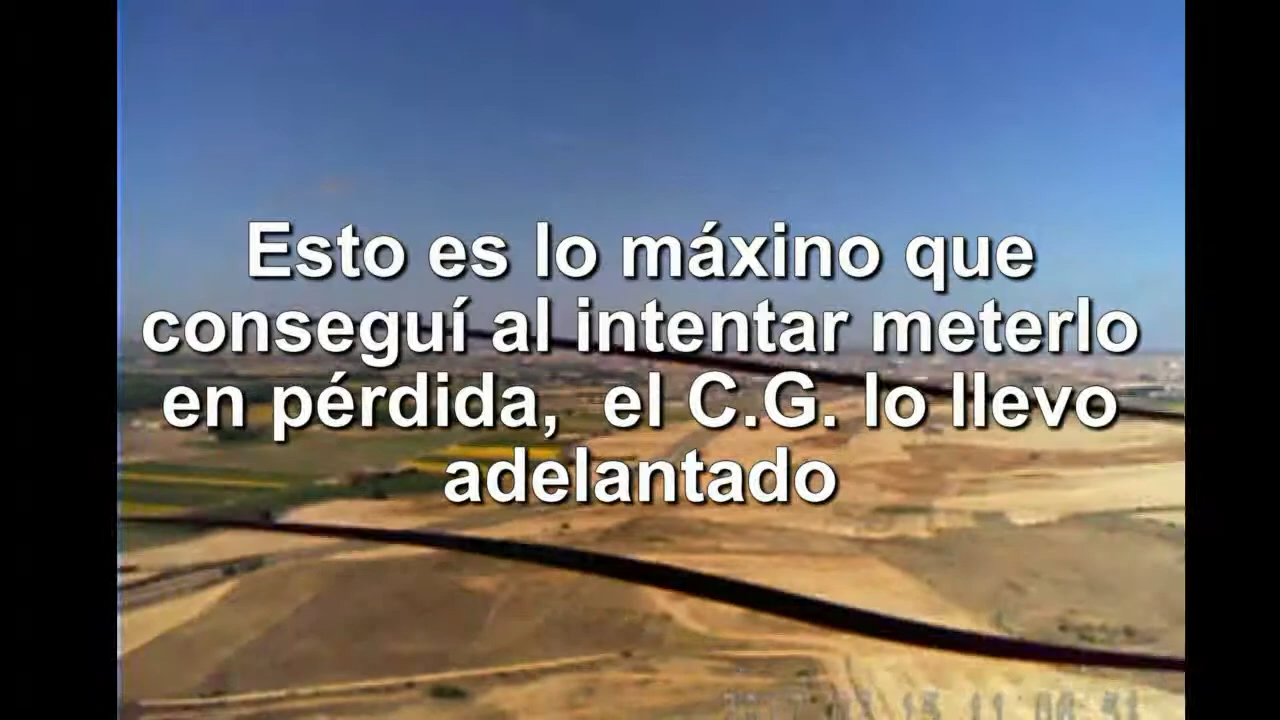 Esto es lo máxino que
conseguí al intentar meterlo
en pérdida,  el C.G. lo llevo
adelantado